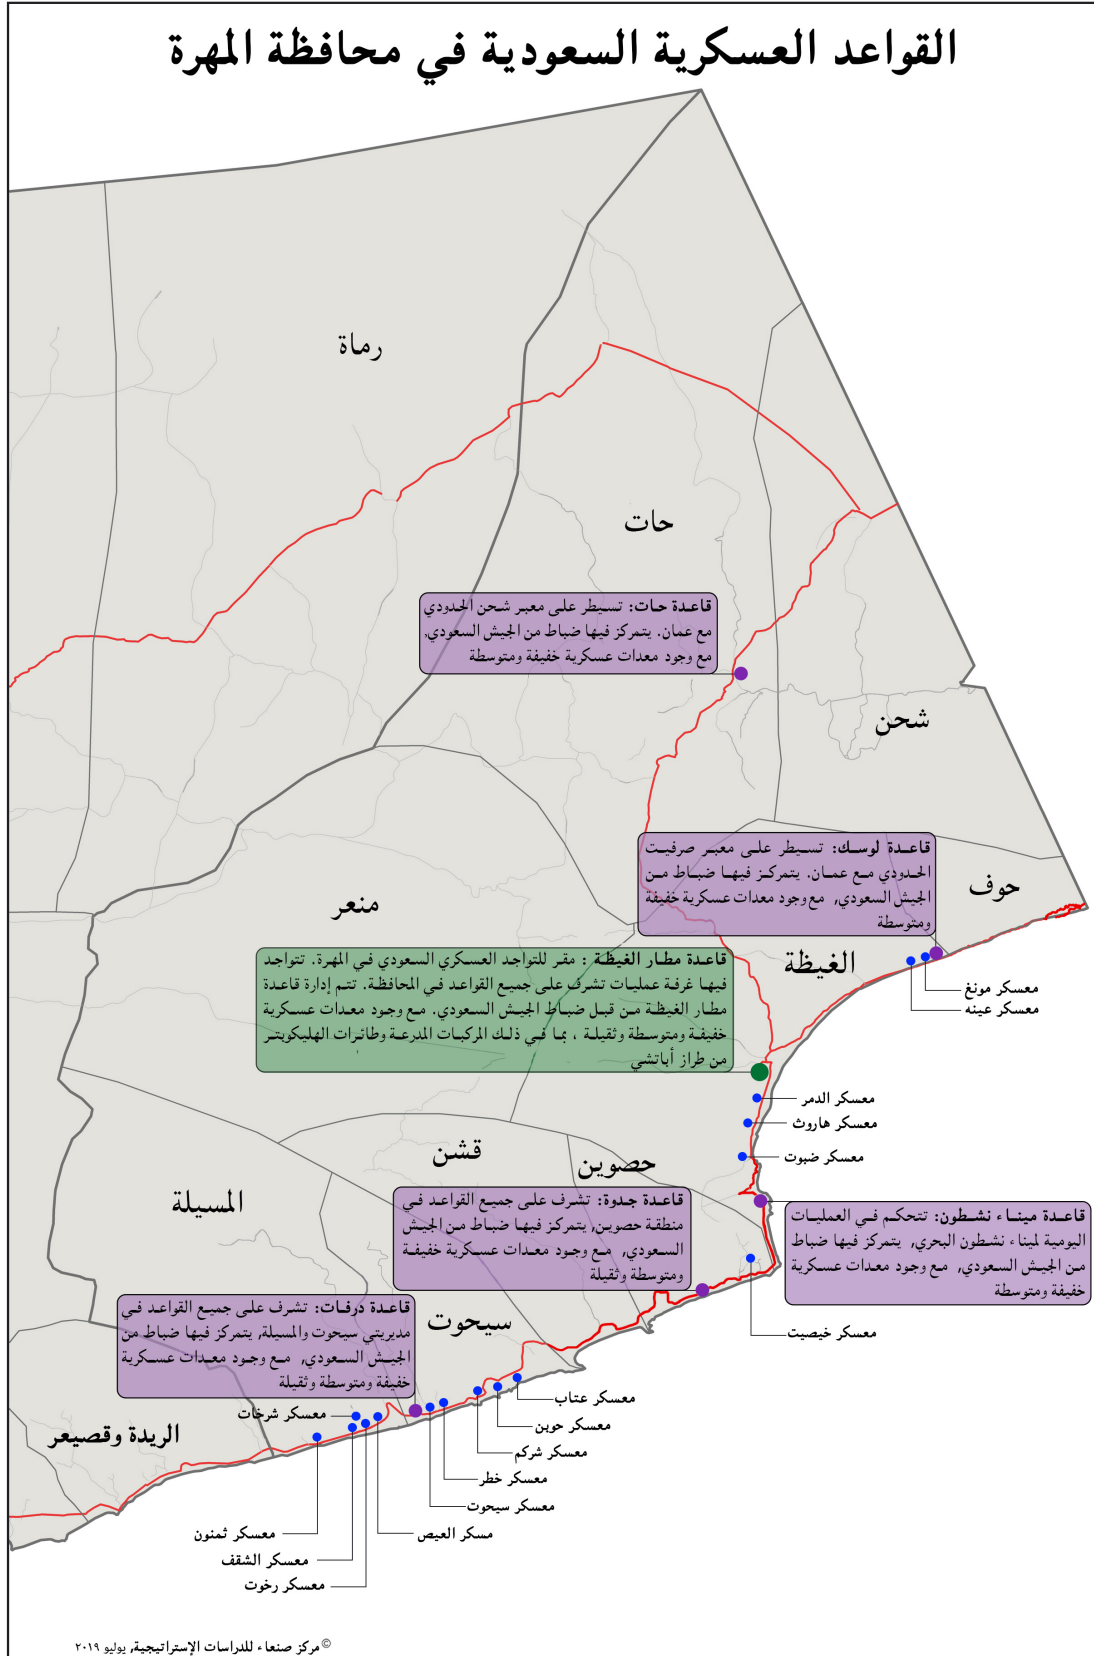 القواعد العسكرية السعودية في محافظة المهرة
رماة
حات
قاعدة حات: تسيطر على معبر شحن الحدودي
مع عمان. يتمركز فيها ضباط من الجيش السعودي,
مع وجود معدات عسكرية خفيفة ومتوسطة
شحن
قاعدة لوسك: تسيطر على معبر صرفيت
الحدودي مع عمان. يتمركز فيها ضباط من
الجيش السعودي, مع وجود معدات عسكرية خفيفة
ومتوسطة
حوف
منعر
الغيظة
قاعدة مطار الغيظة : مقر للتواجد العسكري السعودي في المهرة. تتواجد
فيها غرفة عمليات تشرف على جميع القواعد في المحافظة. تتم إدارة قاعدة
مطار الغيظة من قبل ضباط الجيش السعودي. مع وجود معدات عسكرية
خفيفة ومتوسطة وثقيلة ، بما في ذلك المركبات المدرعة وطائرات الهليكوبتر
من طراز أباتشي
معسكر مونغ
معسكر عينه
معسكر الدمر
معسكر هاروث
معسكر ضبوت
قشن
حصوين
المسيلة
قاعدة جدوة: تشرف على جميع القواعد في
منطقة حصوين, يتمركز فيها ضباط من الجيش
السعودي, مع وجود معدات عسكرية خفيفة
ومتوسطة وثقيلة
قاعدة ميناء نشطون: تتحكم في العمليات
اليومية لميناء نشطون البحري, يتمركز فيها ضباط
من الجيش السعودي, مع وجود معدات عسكرية
خفيفة ومتوسطة
قاعدة درفات: تشرف على جميع القواعد في
مديريتي سيحوت والمسيلة, يتمركز فيها ضباط من
الجيش السعودي, مع وجود معدات عسكرية
خفيفة ومتوسطة وثقيلة
سيحوت
معسكر خيصيت
معسكر عتاب
معسكر شرخات
معسكر حوبن
الريدة وقصيعر
معسكر شركم
معسكر خطر
معسكر سيحوت
مسكر العيص
معسكر ثمنون
معسكر الشقف
معسكر رخوت
© مركز صنعاء للدراسات الإستراتيجية, يوليو ٢٠١٩